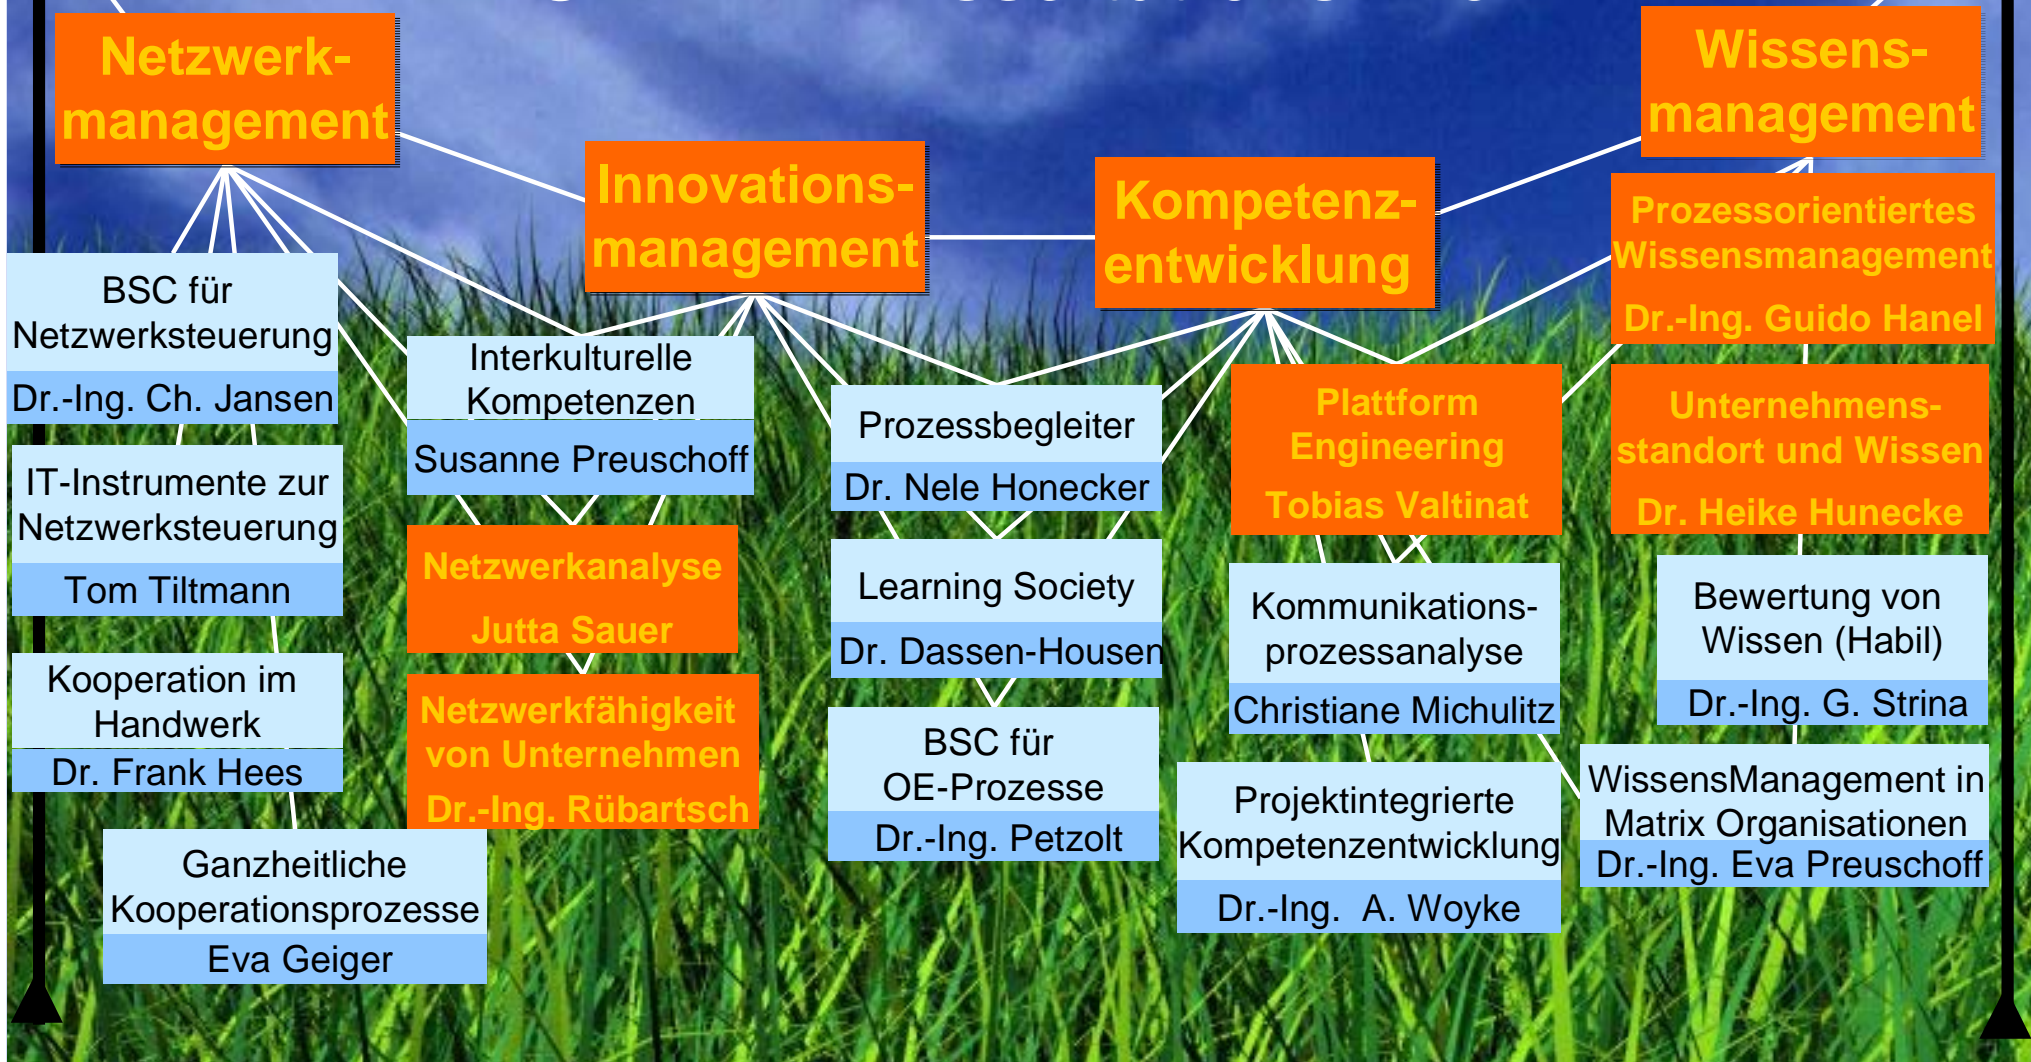 Netzwerk-
management
Innovations-
management
Kompetenz-
entwicklung
Wissens-
management
BSC für
Netzwerksteuerung
Dr.-Ing. Ch. Jansen
IT-Instrumente zur
Netzwerksteuerung
Tom Tiltmann
Kooperation im
Handwerk
Dr. Frank Hees
Ganzheitliche
Kooperationsprozesse
Eva Geiger
Interkulturelle
Kompetenzen
Susanne Preuschoff
Netzwerkanalyse
Jutta Sauer
Netzwerkfähigkeit
von Unternehmen
Dr.-Ing. Rübartsch
Prozessbegleiter
Dr. Nele Honecker
Learning Society
Dr. Dassen-Housen
BSC für
OE-Prozesse
Dr.-Ing. Petzolt
Plattform
Engineering
Tobias Valtinat
Kommunikations-
prozessanalyse
Christiane Michulitz
Projektintegrierte
Kompetenzentwicklung
Dr.-Ing. A. Woyke
Prozessorientiertes
Wissensmanagement
Dr.-Ing. Guido Hanel
Unternehmens-
standort und Wissen
Dr. Heike Hunecke
Bewertung von
Wissen (Habil)
Dr.-Ing. G. Strina
WissensManagement in
Matrix Organisationen
Dr.-Ing. Eva Preuschoff